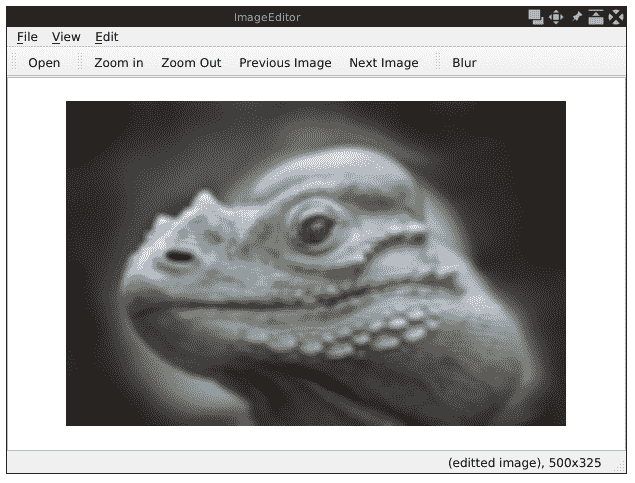 ImageEditor
File View Edit
Open Zoom in Zoom Out Previous Image Next Image Blur
(editted image), 500x325